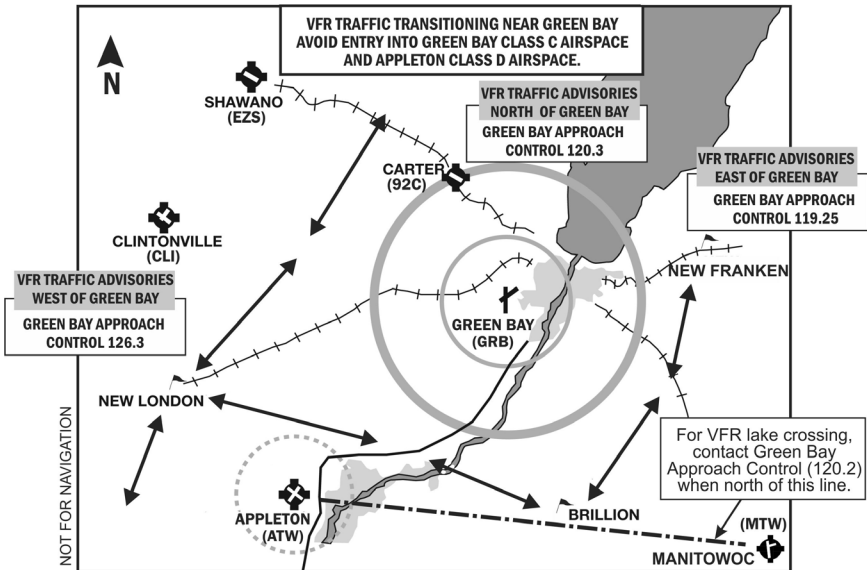 VFR TRAFFIC TRANSITIONING NEAR GREEN BAY
AVOID ENTRY INTO GREEN BAY CLASS C AIRSPACE
AND APPLETON CLASS D AIRSPACE.
N
SHAWANO
(EZS)
VFR TRAFFIC ADVISORIES
NORTH OF GREEN BAY
GREEN BAY APPROACH
CONTROL 120.3
CARTER
(92C)
VFR TRAFFIC ADVISORIES
EAST OF GREEN BAY
GREEN BAY APPROACH
CONTROL 119.25
CLINTONVILLE
(CLI)
NEW FRANKEN
VFR TRAFFIC ADVISORIES
WEST OF GREEN BAY
GREEN BAY APPROACH
CONTROL 126.3
GREEN BAY
(GRB)
NEW LONDON
For VFR lake crossing,
contact Green Bay
Approach Control (120.2)
when north of this line.
NOT FOR NAVIGATION
APPLETON
(ATW)
BRILLION
(MTW)
MANITOWOC